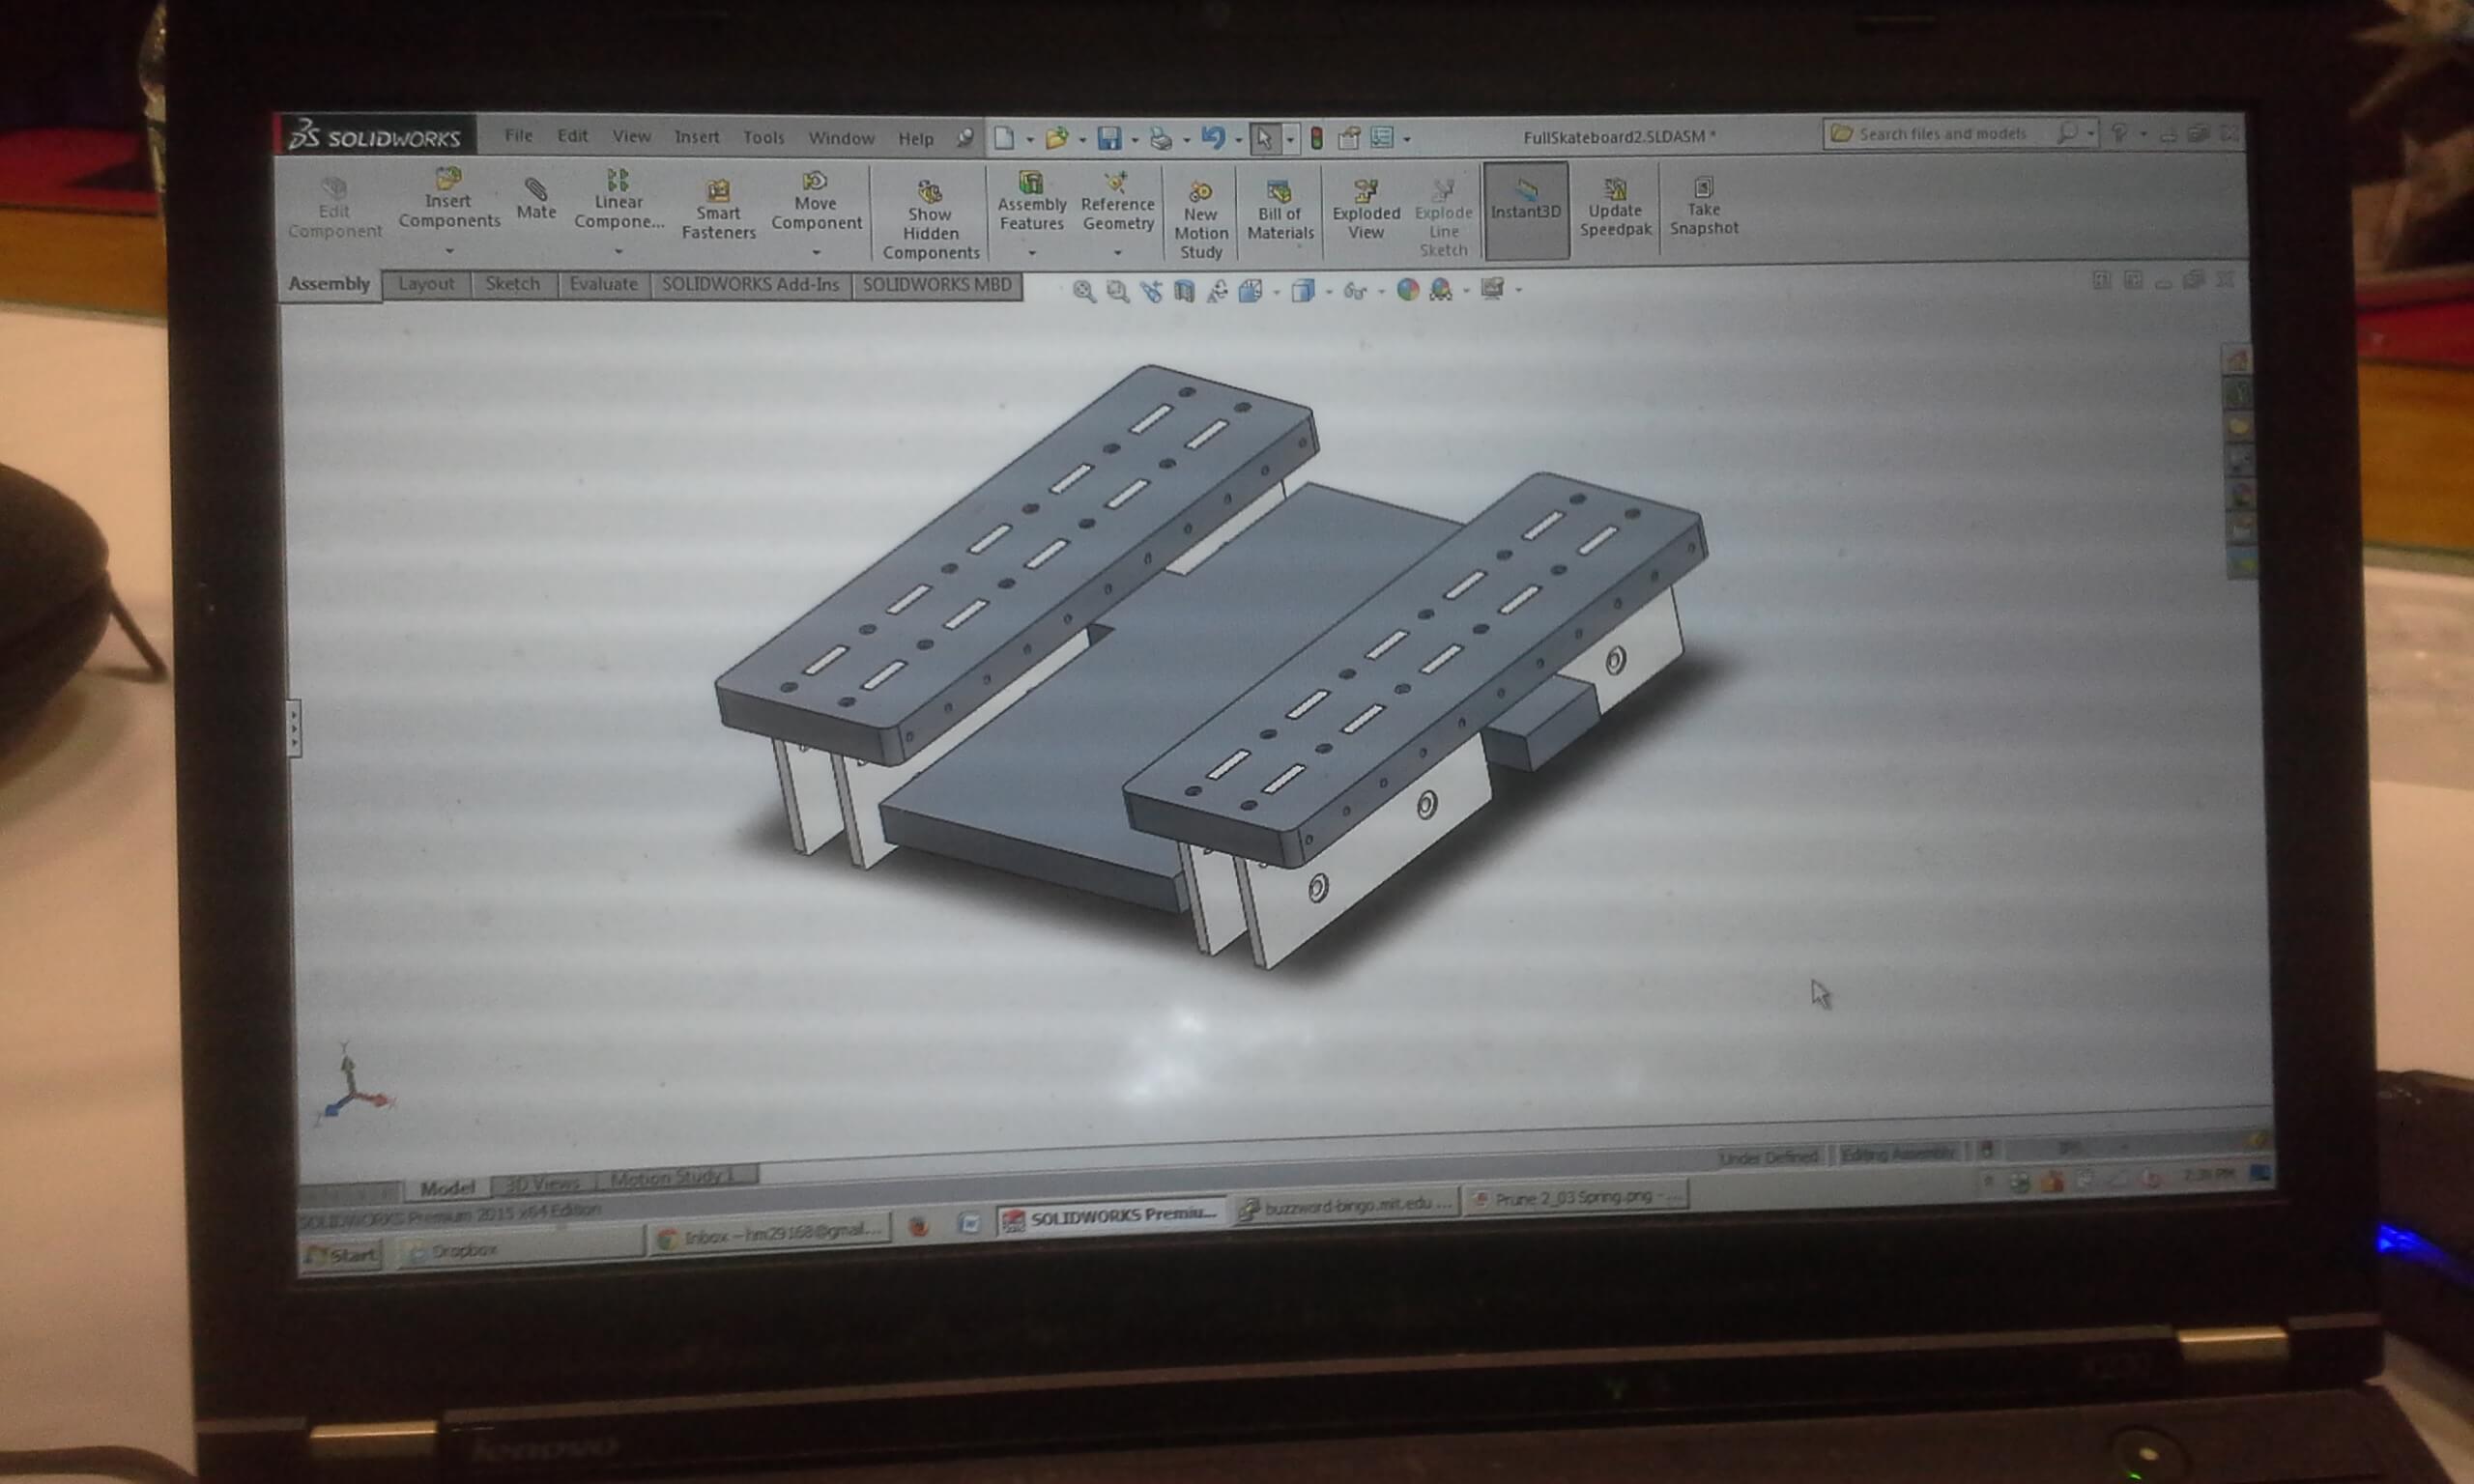 SOLIDWORKS File Edit View Insert Tools Window Help FullSkateboard2.SLDASM * Search files and models
Edit Component
Insert Components
Mate
Linear Compone...
Smart Fasteners
Move Component
Show Hidden Components
Assembly Features
Reference Geometry
New Motion Study
Bill of Materials
Exploded View
Explode Line Sketch
Instant3D
Update Speedpak
Take Snapshot
Assembly Layout Sketch Evaluate SOLIDWORKS Add-Ins SOLIDWORKS MBD
Y
Under Defined Editing Assembly
Model 3D Views Motion Study 1
SOLIDWORKS Premium 2015 x64 Edition
Start Dropbox Inbox - hm29168@gmail.... SOLIDWORKS Premiu... buzzword-bingo.mit.edu ... Prune 2_03 Spring.png - ...
lenovo